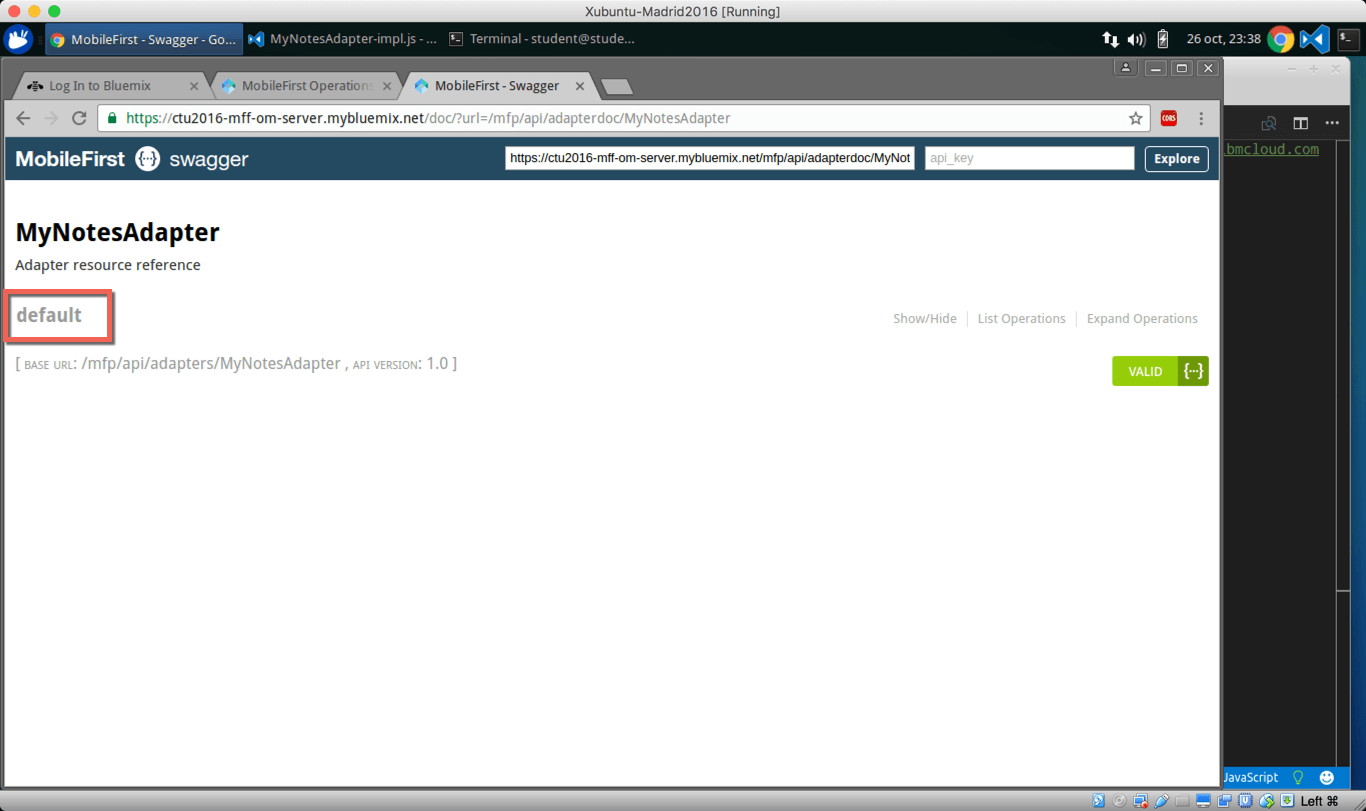 Xubuntu-Madrid2016 [Running]
MobileFirst - Swagger - Go... MyNotesAdapter-impl.js - ... Terminal - student@stude... 26 oct, 23:38
Log In to Bluemix MobileFirst Operations MobileFirst - Swagger
https://ctu2016-mff-om-server.mybluemix.net/doc/?url=/mfp/api/adapterdoc/MyNotesAdapter CORS
MobileFirst {···} swagger https://ctu2016-mff-om-server.mybluemix.net/mfp/api/adapterdoc/MyNot api_key Explore
bmcloud.com
MyNotesAdapter
Adapter resource reference
default Show/Hide List Operations Expand Operations
[ BASE URL: /mfp/api/adapters/MyNotesAdapter , API VERSION: 1.0 ]
VALID {···}
JavaScript
Left ⌘